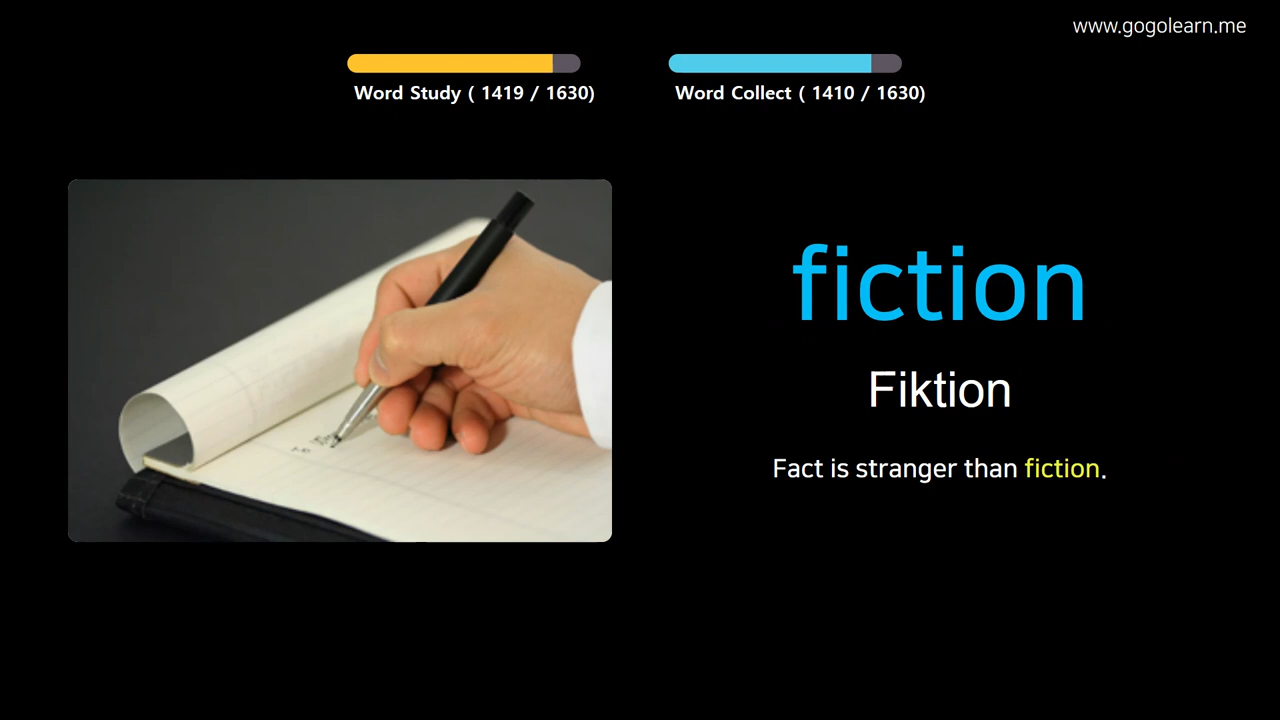 www.gogolearn.me
Word Study ( 1419 / 1630)
Word Collect ( 1410 / 1630)
fiction
Fiktion
Fact is stranger than fiction.